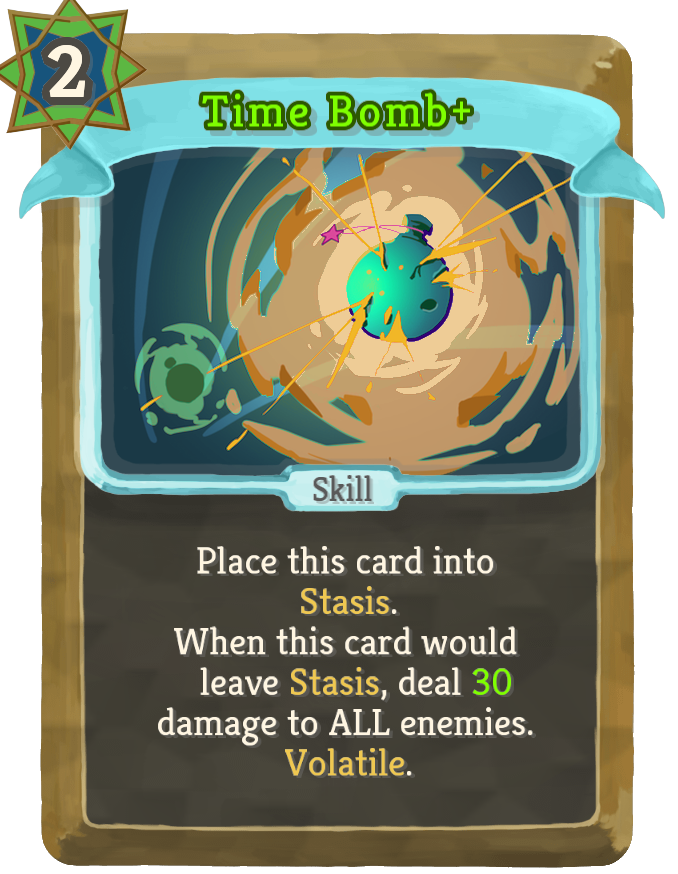 2
Time Bomb+
Skill
Place this card into
Stasis.
When this card would
leave Stasis, deal 30
damage to ALL enemies.
Volatile.